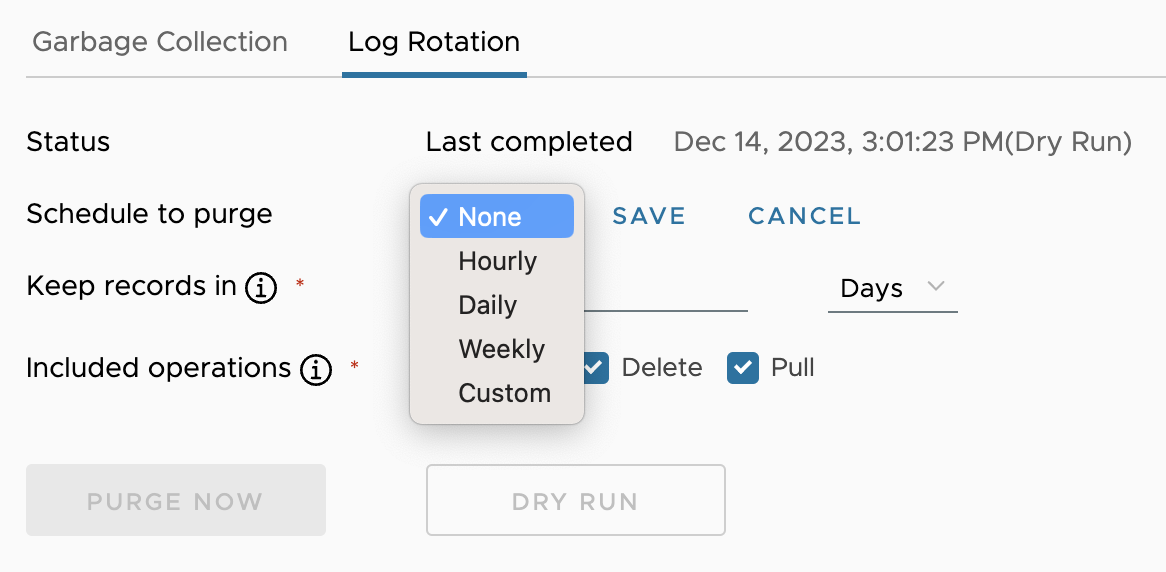 Garbage Collection Log Rotation
Status Last completed Dec 14, 2023, 3:01:23 PM(Dry Run)
Schedule to purge None SAVE CANCEL
Hourly
Keep records in * Days
Daily
Weekly
Included operations * Delete Pull
Custom
PURGE NOW DRY RUN